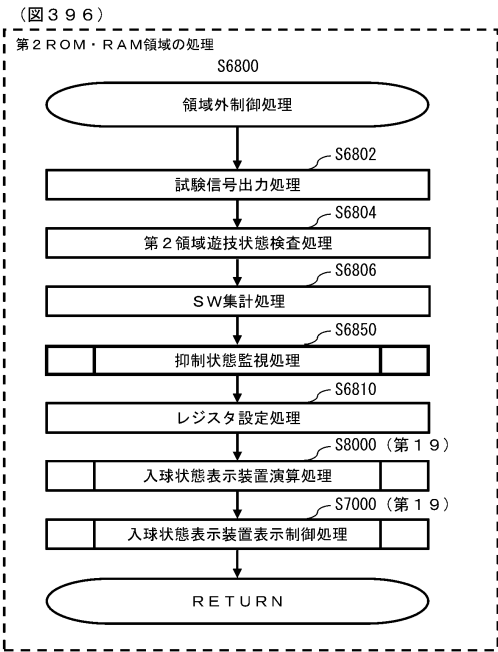 (図396)
第2ROM・RAM領域の処理
S6800
領域外制御処理
S6802
試験信号出力処理
S6804
第2領域遊技状態検査処理
S6806
SW集計処理
S6850
抑制状態監視処理
S6810
レジスタ設定処理
S8000(第19)
入球状態表示装置演算処理
S7000(第19)
入球状態表示装置表示制御処理
RETURN